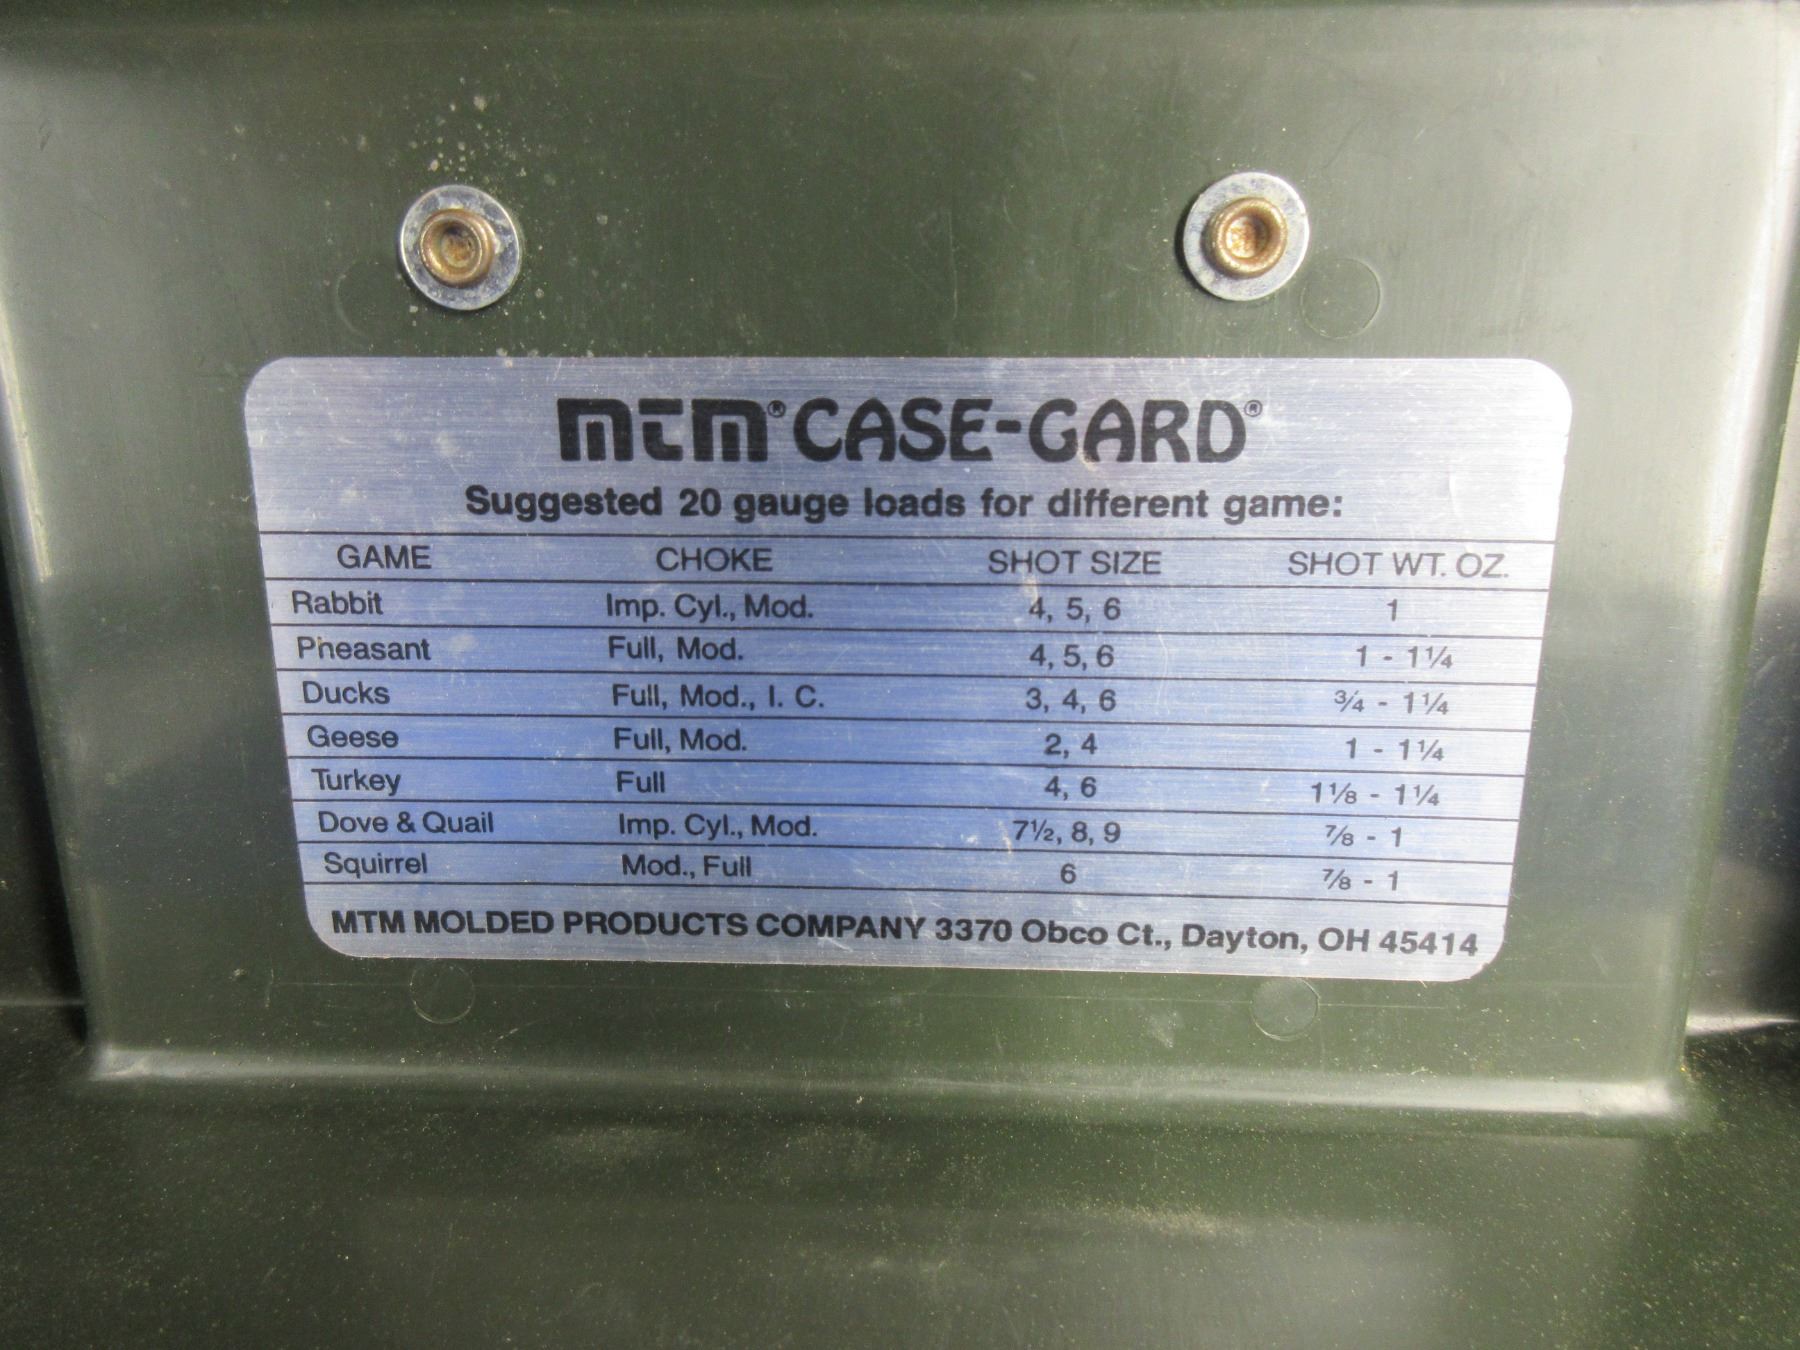 mtm® CASE-GARD®
Suggested 20 gauge loads for different game:
GAME CHOKE SHOT SIZE SHOT WT. OZ.
Rabbit Imp. Cyl., Mod. 4, 5, 6 1
Pheasant Full, Mod. 4, 5, 6 1 - 1¼
Ducks Full, Mod., I. C. 3, 4, 6 ¾ - 1¼
Geese Full, Mod. 2, 4 1 - 1¼
Turkey Full 4, 6 1⅛ - 1¼
Dove & Quail Imp. Cyl., Mod. 7½, 8, 9 ⅞ - 1
Squirrel Mod., Full 6 ⅞ - 1
MTM MOLDED PRODUCTS COMPANY 3370 Obco Ct., Dayton, OH 45414